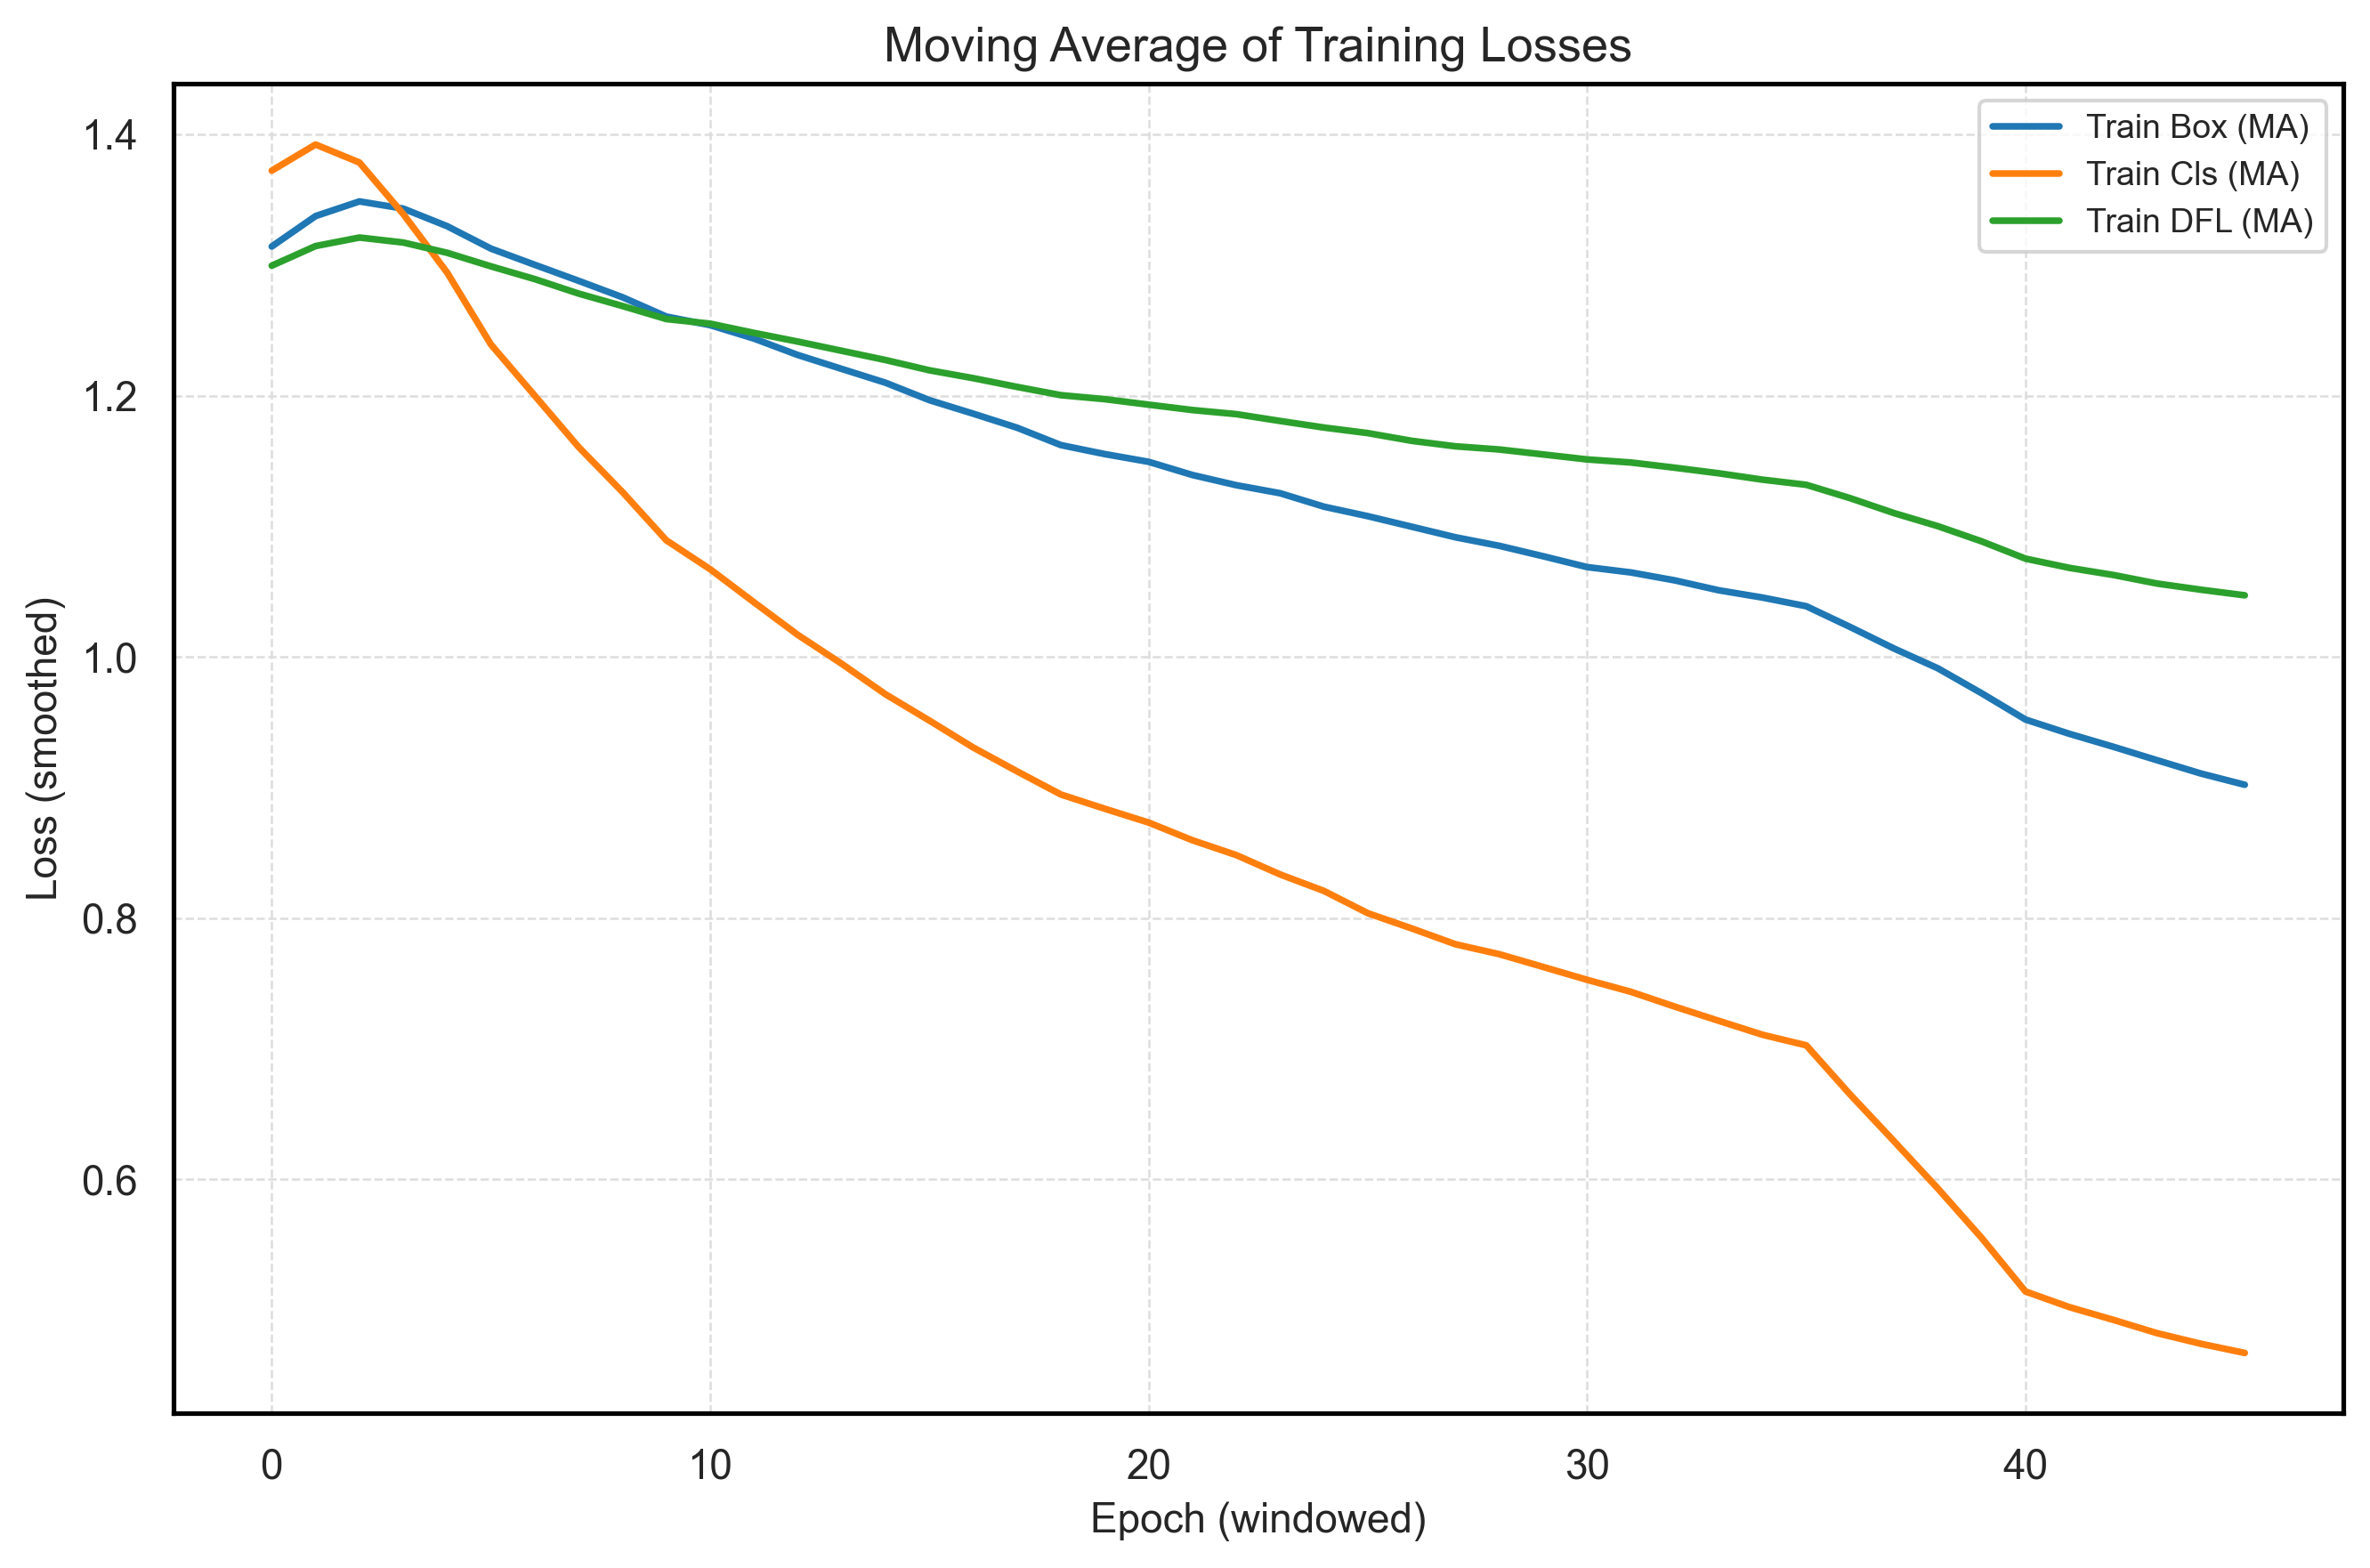 Moving Average of Training Losses
Train Box (MA)
Train Cls (MA)
Train DFL (MA)
Loss (smoothed)
1.4
1.2
1.0
0.8
0.6
0 10 20 30 40
Epoch (windowed)